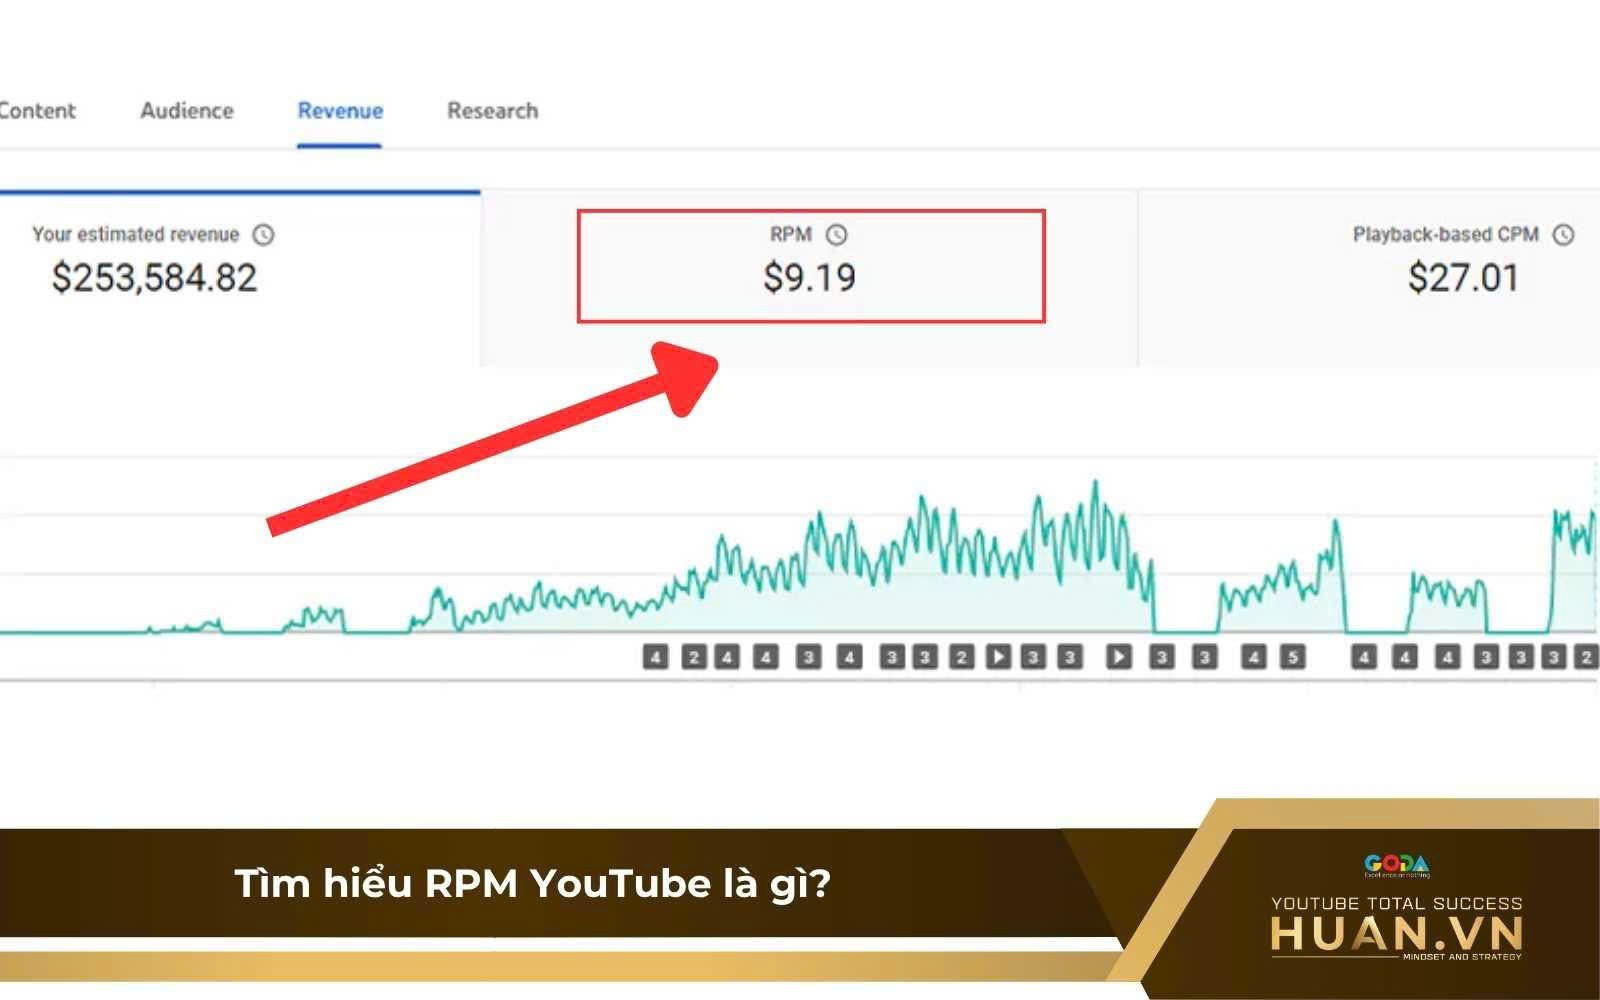 Content Audience Revenue Research
Your estimated revenue
$253,584.82
RPM
$9.19
Playback-based CPM
$27.01
4 2 4 4 3 4 3 3 2 3 3 3 3 4 5 4 4 4 3 3 3 2
Tìm hiểu RPM YouTube là gì?
GODA
Excellence or nothing
YOUTUBE TOTAL SUCCESS
HUAN.VN
MINDSET AND STRATEGY